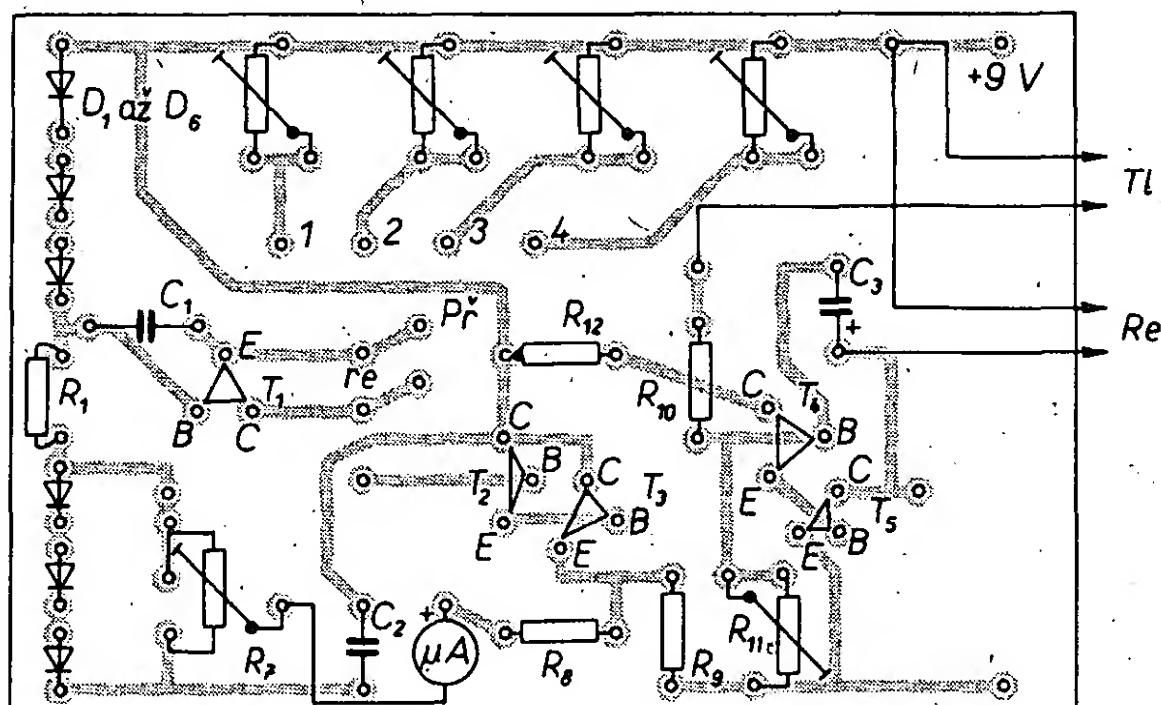 +9 V
D₁ až D₆
Tl
1 2 3 4
C₃
+
Re
C₁
Př
R₁₂
E
re
R₁
T₁
B C
R₁₀
C T₄
B
C
B
T₂
C
T₃
B
E
E
E
C
T₅
E B
C₂
+
μA
R₇
R₈
R₉
R₁₁